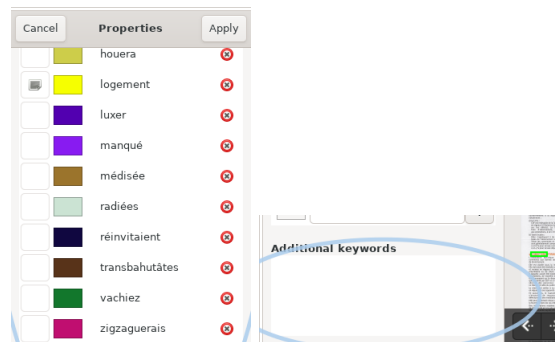 Cancel Properties Apply
houera
logement
luxer
manqué
médisée
radiées
réinvitaient
transbahutâtes
vachiez
zigzaguerais
Additional keywords